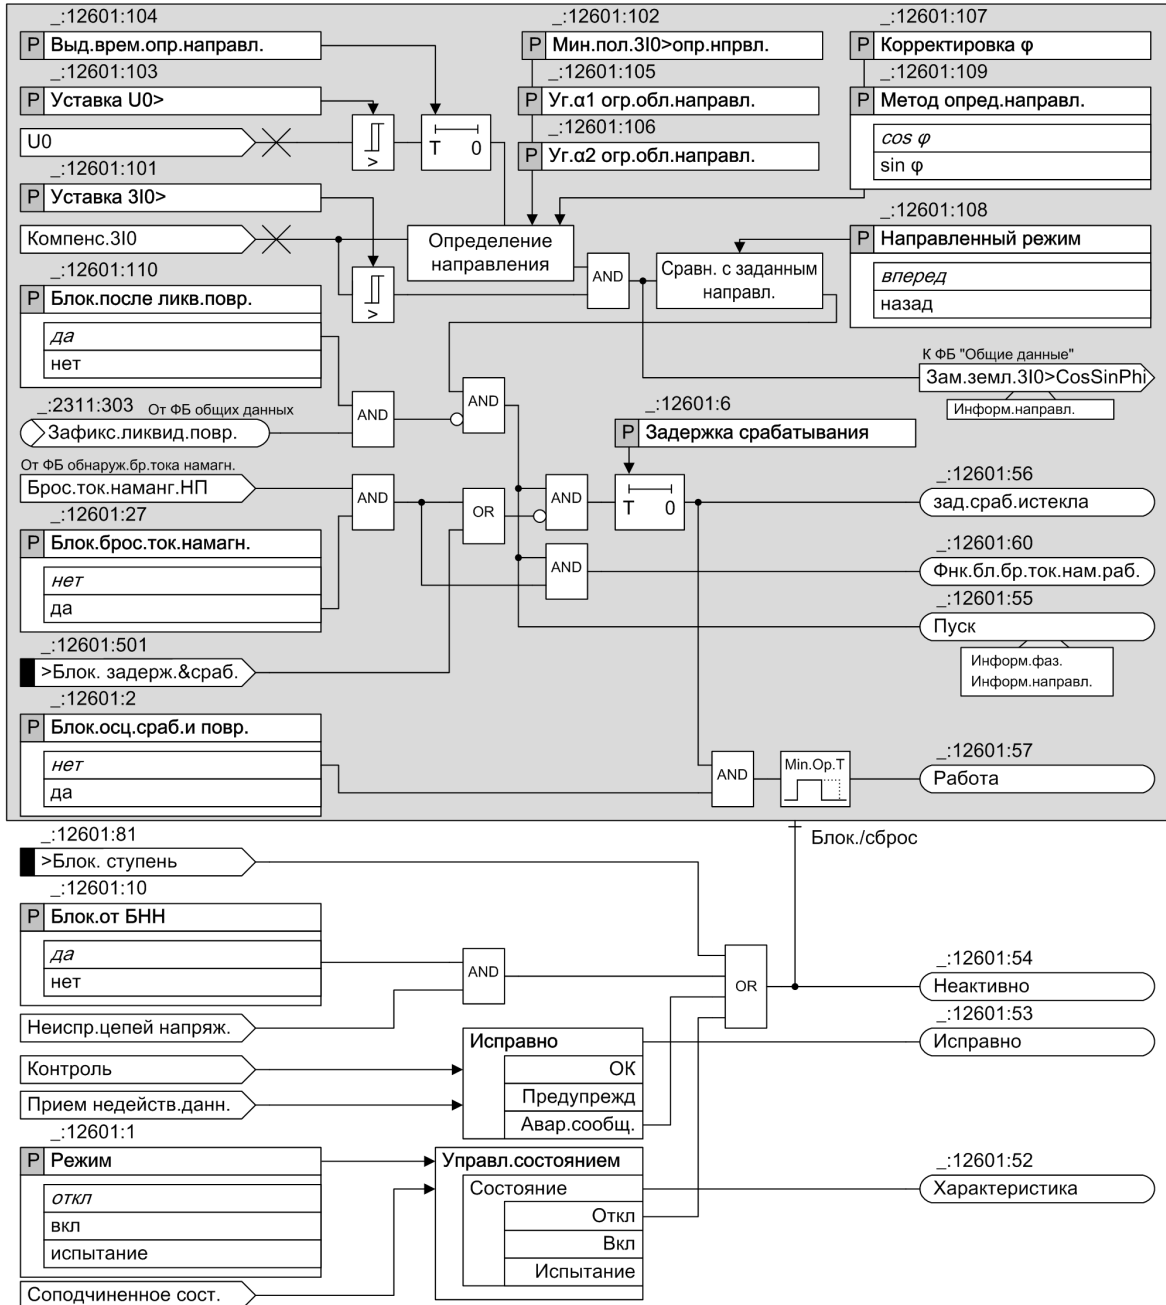 _:12601:104
P Выд.врем.опр.направл.
_:12601:103
P Уставка U0>
U0
_:12601:101
P Уставка 3I0>
Компенс.3I0
_:12601:110
P Блок.после ликв.повр.
да
нет
_:2311:303 От ФБ общих данных
Зафикс.ликвид.повр.
От ФБ обнаруж.бр.тока намагн.
Брос.ток.наманг.НП
_:12601:27
P Блок.брос.ток.намагн.
нет
да
_:12601:501
>Блок. задерж.&сраб.
_:12601:2
P Блок.осц.сраб.и повр.
нет
да
_:12601:102
P Мин.пол.3I0>опр.нпрвл.
_:12601:105
P Уг.α1 огр.обл.направл.
_:12601:106
P Уг.α2 огр.обл.направл.
_:12601:107
P Корректировка φ
_:12601:109
P Метод опред.направл.
cos φ
sin φ
_:12601:108
P Направленный режим
вперед
назад
>
T 0
>
Определение
направления
AND
Сравн. с заданным
направл.
К ФБ "Общие данные"
Зам.земл.3I0>CosSinPhi
Информ.направл.
AND
AND
_:12601:6
P Задержка срабатывания
AND
OR
AND
T 0
AND
_:12601:56
зад.сраб.истекла
_:12601:60
Фнк.бл.бр.ток.нам.раб.
_:12601:55
Пуск
Информ.фаз.
Информ.направл.
AND
Min.Op.T
_:12601:57
Работа
Блок./сброс
_:12601:81
>Блок. ступень
_:12601:10
P Блок.от БНН
да
нет
Неиспр.цепей напряж.
AND
OR
_:12601:54
Неактивно
_:12601:53
Исправно
Контроль
Прием недейств.данн.
Исправно
ОК
Предупрежд
Авар.сообщ.
_:12601:1
P Режим
откл
вкл
испытание
Соподчиненное сост.
Управл.состоянием
Состояние
Откл
Вкл
Испытание
_:12601:52
Характеристика